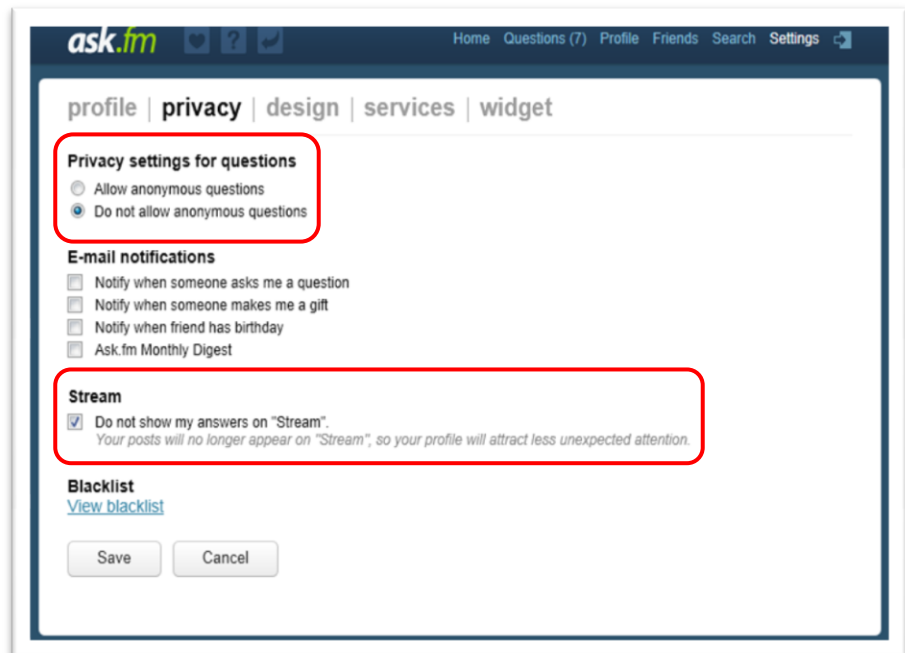 ask.fm ? Home Questions (7) Profile Friends Search Settings
profile | privacy | design | services | widget
Privacy settings for questions
Allow anonymous questions
Do not allow anonymous questions
E-mail notifications
Notify when someone asks me a question
Notify when someone makes me a gift
Notify when friend has birthday
Ask.fm Monthly Digest
Stream
Do not show my answers on "Stream".
Your posts will no longer appear on "Stream", so your profile will attract less unexpected attention.
Blacklist
View blacklist
Save Cancel